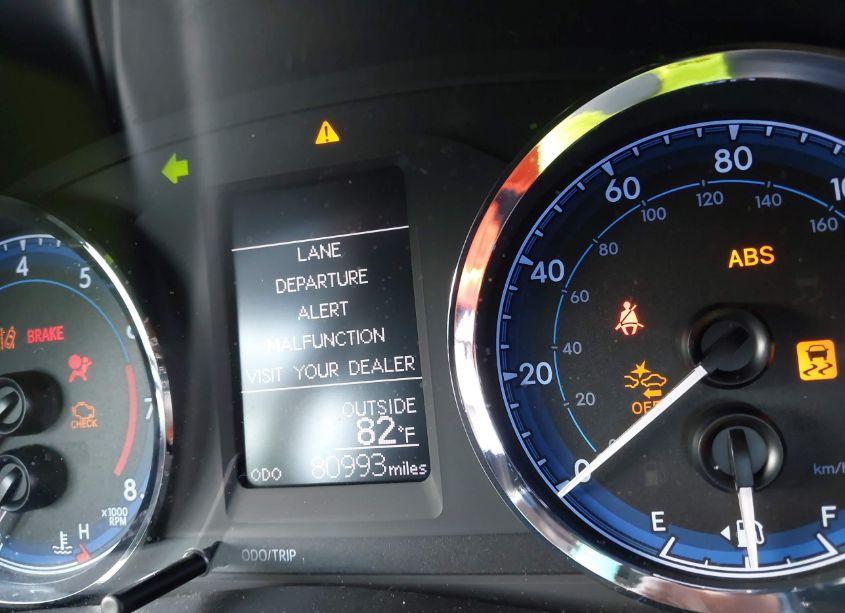 4
5
6
7
8
x1000
RPM
BRAKE
CHECK
H
LANE
DEPARTURE
ALERT
MALFUNCTION
VISIT YOUR DEALER
OUTSIDE
82°F
ODO 80993 miles
ODO/TRIP
0
20
40
60
80
20
40
60
80
100
120
140
160
ABS
OFF
km/h
E
F